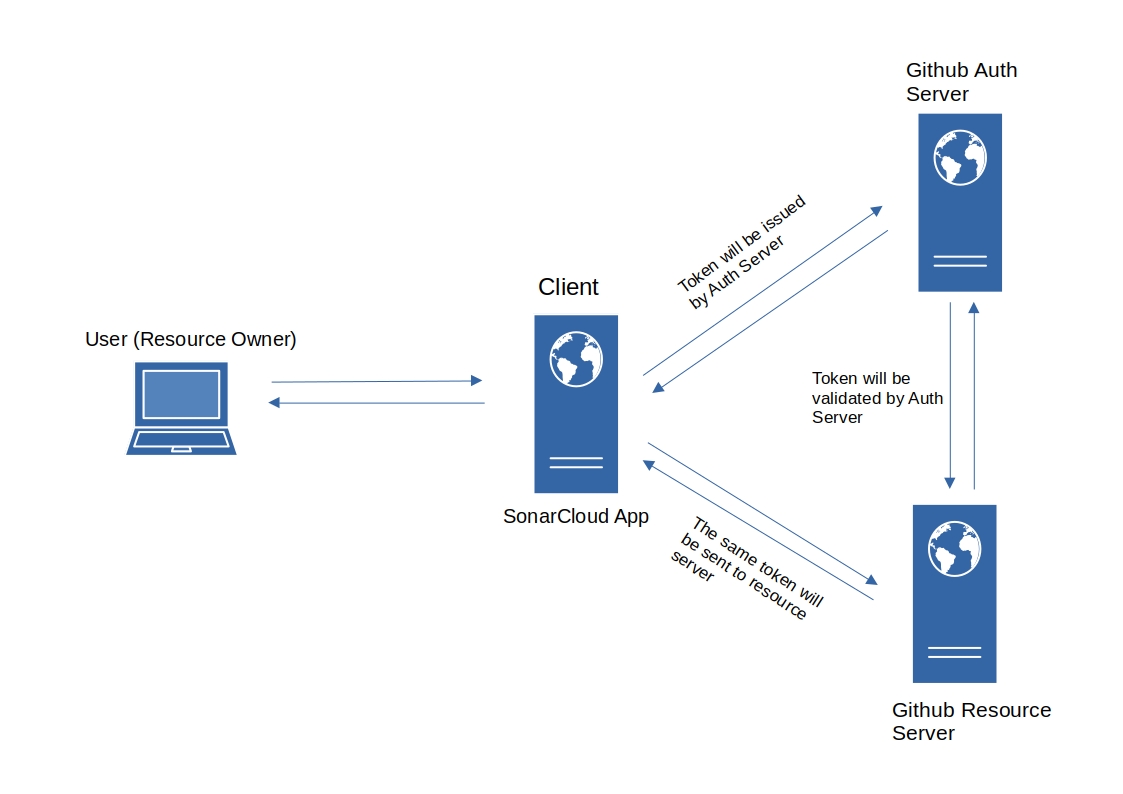 Github Auth
Server
Token will be issued
by Auth Server
Client
User (Resource Owner)
Token will be
validated by Auth
Server
SonarCloud App
The same token will
be sent to resource
server
Github Resource
Server